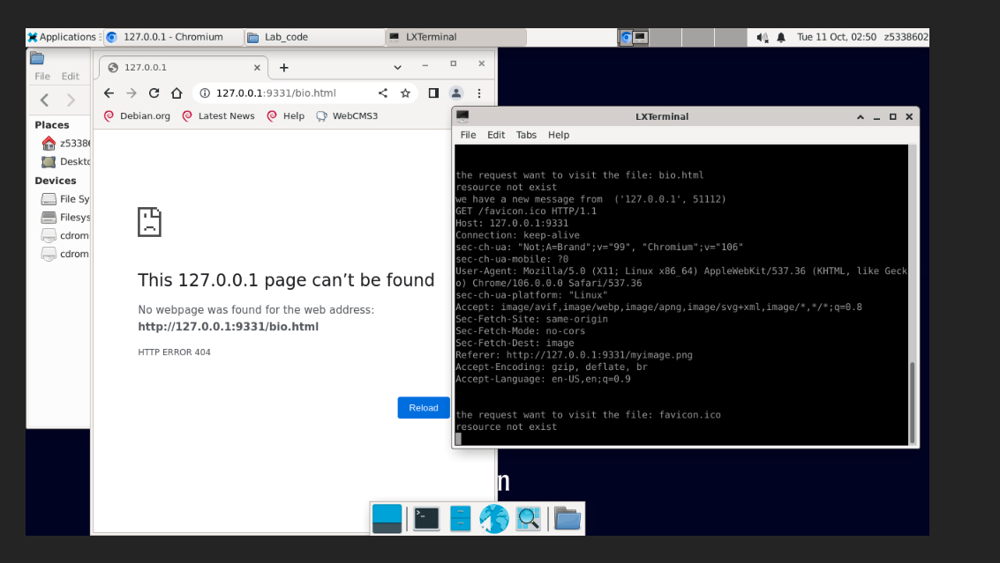 Applications
127.0.0.1 - Chromium
Lab_code
LXTerminal
Tue 11 Oct, 02:50
z5338602
File Edit
Places
z5338
Deskto
Devices
File Sy
Filesys
cdrom
cdrom
127.0.0.1
127.0.0.1:9331/bio.html
Debian.org
Latest News
Help
WebCMS3
This 127.0.0.1 page can’t be found
No webpage was found for the web address:
http://127.0.0.1:9331/bio.html
HTTP ERROR 404
Reload
LXTerminal
File Edit Tabs Help
the request want to visit the file: bio.html
resource not exist
we have a new message from  ('127.0.0.1', 51112)
GET /favicon.ico HTTP/1.1
Host: 127.0.0.1:9331
Connection: keep-alive
sec-ch-ua: "Not;A=Brand";v="99", "Chromium";v="106"
sec-ch-ua-mobile: ?0
User-Agent: Mozilla/5.0 (X11; Linux x86_64) AppleWebKit/537.36 (KHTML, like Geck
o) Chrome/106.0.0.0 Safari/537.36
sec-ch-ua-platform: "Linux"
Accept: image/avif,image/webp,image/apng,image/svg+xml,image/*,*/*;q=0.8
Sec-Fetch-Site: same-origin
Sec-Fetch-Mode: no-cors
Sec-Fetch-Dest: image
Referer: http://127.0.0.1:9331/myimage.png
Accept-Encoding: gzip, deflate, br
Accept-Language: en-US,en;q=0.9
the request want to visit the file: favicon.ico
resource not exist
n